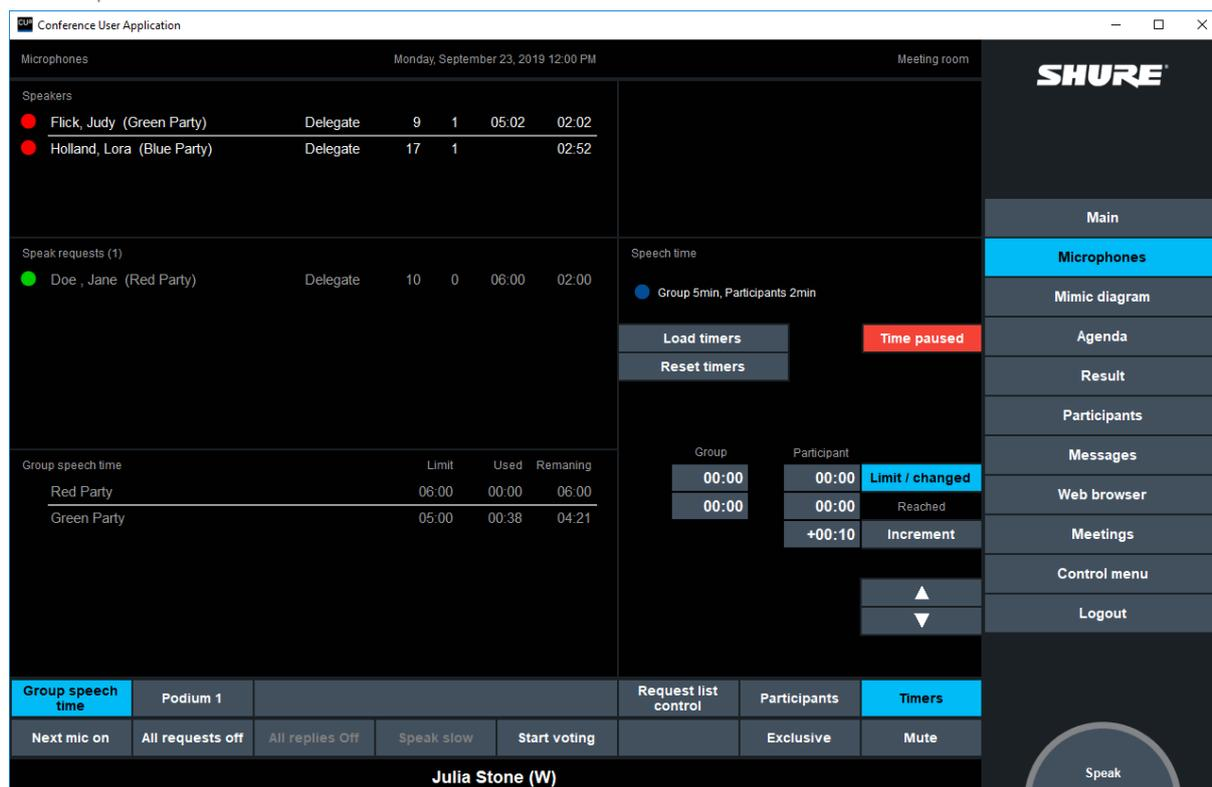 CUa Conference User Application
Microphones Monday, September 23, 2019 12:00 PM Meeting room
SHURE
Speakers
Flick, Judy (Green Party) Delegate 9 1 05:02 02:02
Holland, Lora (Blue Party) Delegate 17 1 02:52
Main
Speak requests (1) Speech time Microphones
Doe , Jane (Red Party) Delegate 10 0 06:00 02:00
Group 5min, Participants 2min Mimic diagram
Load timers Time paused Agenda
Reset timers Result
Participants
Group Participant Messages
Group speech time Limit Used Remaning
00:00 00:00 Limit / changed
Red Party 06:00 00:00 06:00 Web browser
00:00 00:00 Reached
Green Party 05:00 00:38 04:21
+00:10 Increment Meetings
Control menu
▲
▼ Logout
Group speech time Podium 1 Request list control Participants Timers
Next mic on All requests off All replies Off Speak slow Start voting Exclusive Mute
Julia Stone (W) Speak